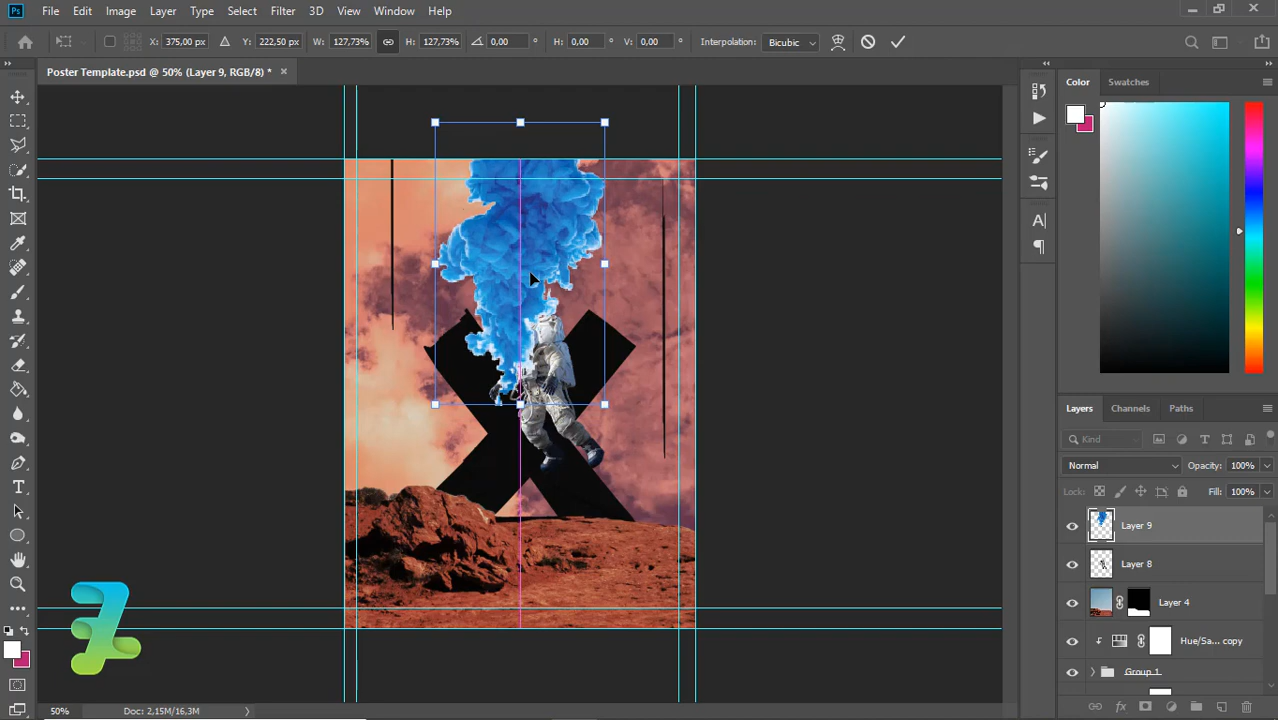 Ps File Edit Image Layer Type Select Filter 3D View Window Help
X: 375,00 px Y: 222,50 px W: 127,73% H: 127,73% 0,00 ° H: 0,00 ° V: 0,00 ° Interpolation: Bicubic
Poster Template.psd @ 50% (Layer 9, RGB/8) *
Color Swatches
Layers Channels Paths
Kind
Normal Opacity: 100%
Lock: Fill: 100%
Layer 9
Layer 8
Layer 4
Hue/Sa... copy
Group 1
50% Doc: 2,15M/16,3M